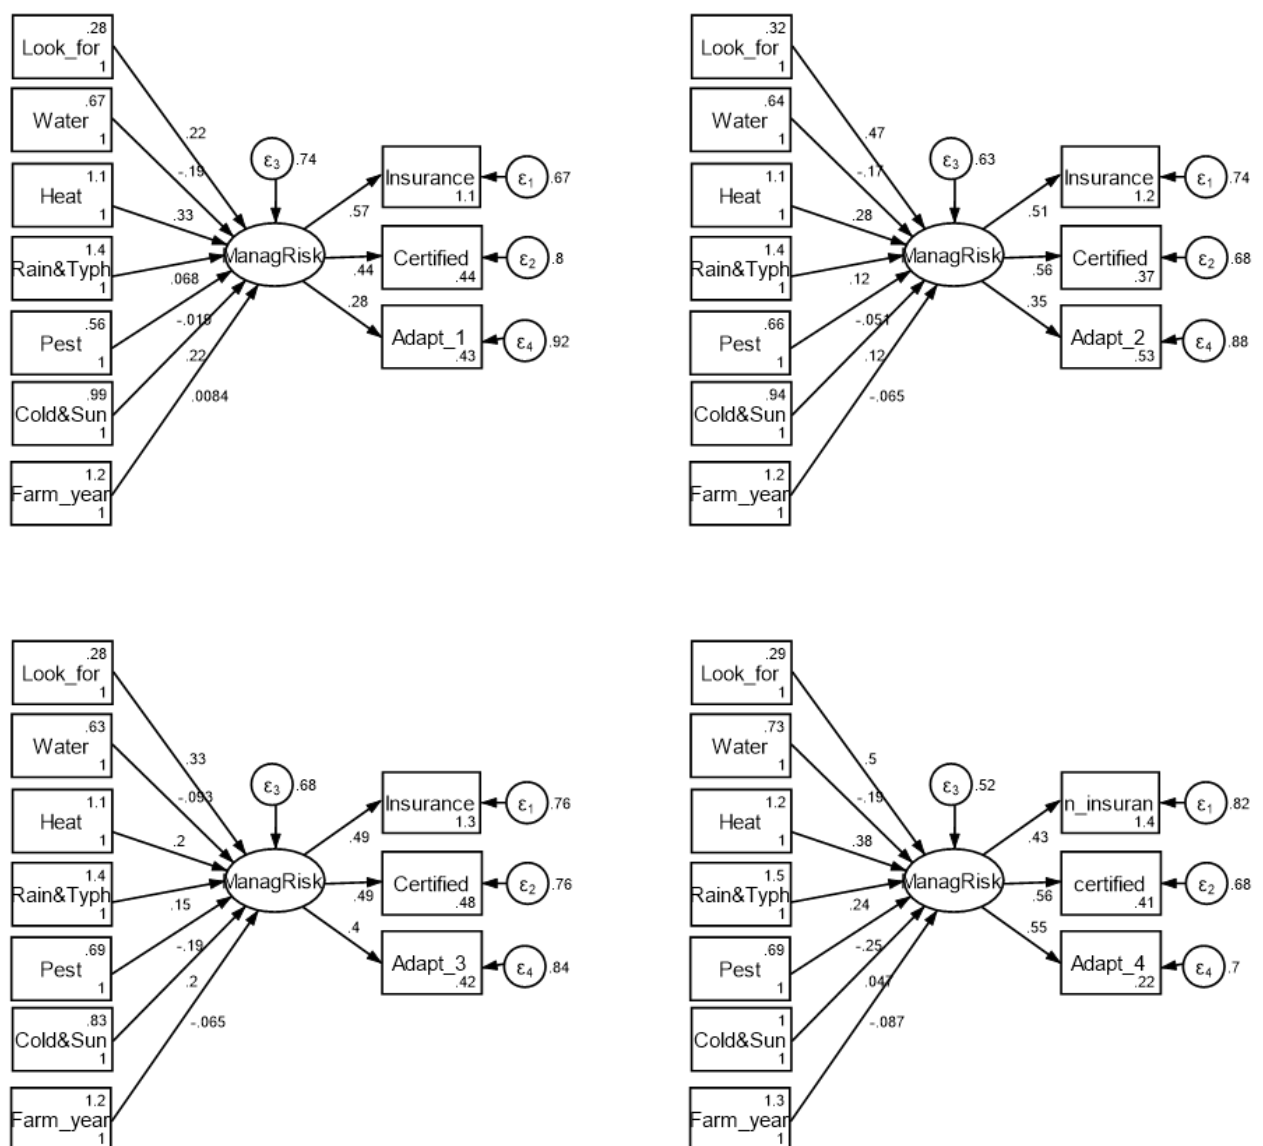 .28
Look_for
1
.67
Water
1
1.1
Heat
1
1.4
Rain&Typh
1
.56
Pest
1
.99
Cold&Sun
1
1.2
Farm_year
1
.22
-.19
.33
.068
-.019
.22
.0084
ε3 .74
ManagRisk
.57
.44
.28
Insurance
1.1
ε1 .67
Certified
.44
ε2 .8
Adapt_1
.43
ε4 .92
.32
Look_for
1
.64
Water
1
1.1
Heat
1
1.4
Rain&Typh
1
.66
Pest
1
.94
Cold&Sun
1
1.2
Farm_year
1
.47
-.17
.28
.12
-.051
.12
-.065
ε3 .63
ManagRisk
.51
.56
.35
Insurance
1.2
ε1 .74
Certified
.37
ε2 .68
Adapt_2
.53
ε4 .88
.28
Look_for
1
.63
Water
1
1.1
Heat
1
1.4
Rain&Typh
1
.69
Pest
1
.83
Cold&Sun
1
1.2
Farm_year
1
.33
-.093
.2
.15
-.19
.2
-.065
ε3 .68
ManagRisk
.49
.49
.4
Insurance
1.3
ε1 .76
Certified
.48
ε2 .76
Adapt_3
.42
ε4 .84
.29
Look_for
1
.73
Water
1
1.2
Heat
1
1.5
Rain&Typh
1
.69
Pest
1
1
Cold&Sun
1
1.3
Farm_year
1
.5
-.19
.38
.24
-.25
.047
-.087
ε3 .52
ManagRisk
.43
.56
.55
n_insuran
1.4
ε1 .82
certified
.41
ε2 .68
Adapt_4
.22
ε4 .7